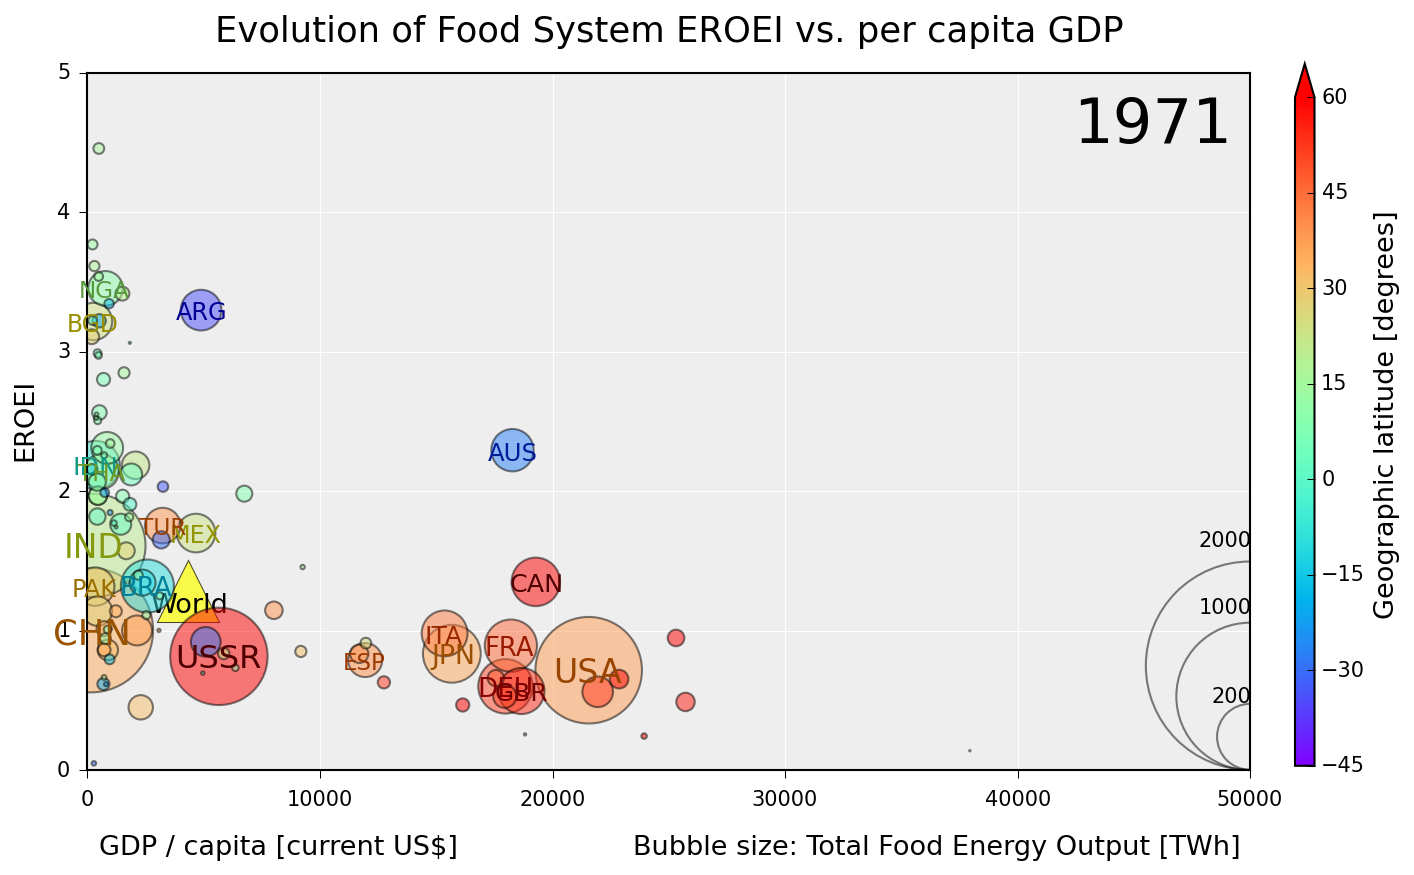 Evolution of Food System EROEI vs. per capita GDP
1971
5
4
3
2
1
0
EROEI
NGA
BGD
ARG
AUS
TUR
MEX
IND
PAK
BRA
World
CHN
USSR
CAN
ITA
JPN
FRA
ESP
DEU
GBR
USA
2000
1000
200
0
10000
20000
30000
40000
50000
GDP / capita [current US$]
Bubble size: Total Food Energy Output [TWh]
60
45
30
15
0
−15
−30
−45
Geographic latitude [degrees]